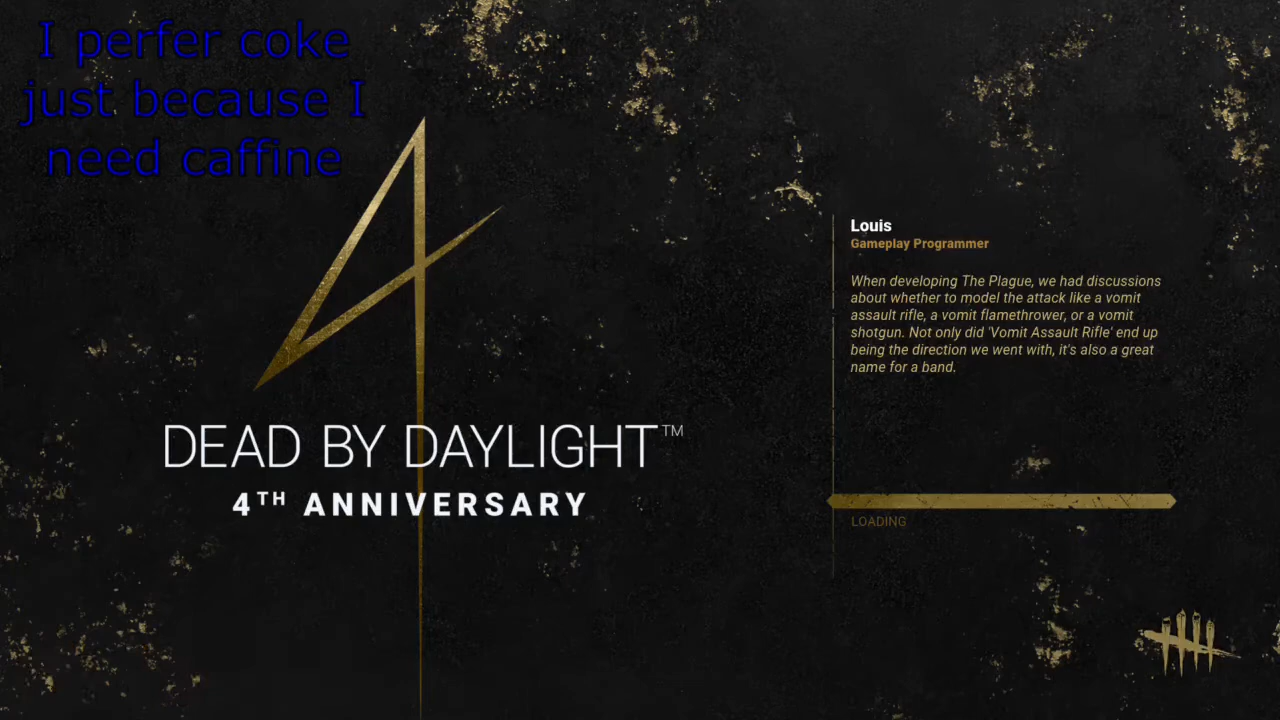 I perfer coke
just because I
need caffine
DEAD BY DAYLIGHT™
4TH ANNIVERSARY
Louis
Gameplay Programmer
When developing The Plague, we had discussions
about whether to model the attack like a vomit
assault rifle, a vomit flamethrower, or a vomit
shotgun. Not only did 'Vomit Assault Rifle' end up
being the direction we went with, it's also a great
name for a band.
LOADING